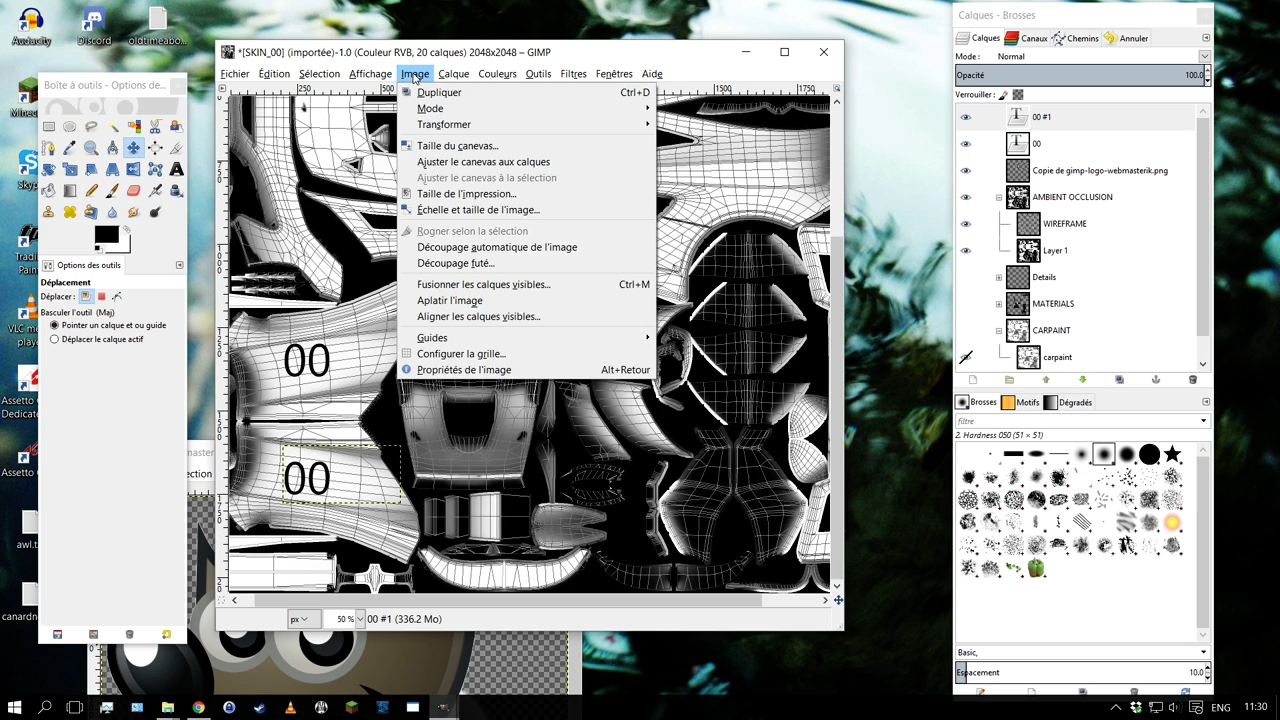 Audacity
Discord
oldtimeabo...
*[SKIN_00] (importée)-1.0 (Couleur RVB, 20 calques) 2048x2048 – GIMP
Fichier Édition Sélection Affichage Image Calque Couleurs Outils Filtres Fenêtres Aide
250
500
1500
1750
Dupliquer Ctrl+D
Mode
Transformer
Taille du canevas...
Ajuster le canevas aux calques
Ajuster le canevas à la sélection
Taille de l'impression...
Échelle et taille de l'image...
Rogner selon la sélection
Découpage automatique de l'image
Découpage futé...
Fusionner les calques visibles... Ctrl+M
Aplatir l'image
Aligner les calques visibles...
Guides
Configurer la grille...
Propriétés de l'image Alt+Retour
00
00
px
50 %
00 #1 (336.2 Mo)
Boîte à outils - Options de...
Options des outils
Déplacement
Déplacer :
Basculer l'outil (Maj)
Pointer un calque et ou guide
Déplacer le calque actif
Calques - Brosses
Calques Canaux Chemins Annuler
Mode : Normal
Opacité 100.0
Verrouiller :
00 #1
00
Copie de gimp-logo-webmasterik.png
AMBIENT OCCLUSION
WIREFRAME
Layer 1
Details
MATERIALS
CARPAINT
carpaint
Brosses Motifs Dégradés
filtre
2. Hardness 050 (51 × 51)
Basic,
Espacement 10.0
ENG 11:30